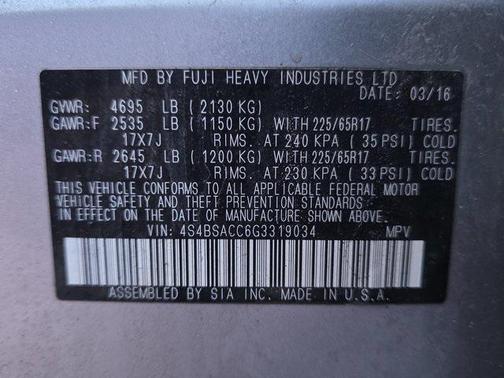 MFD BY FUJI HEAVY INDUSTRIES LTD
DATE: 03/16
GVWR: 4695 LB (2130 KG)
GAWR:F 2535 LB (1150 KG) WITH 225/65R17 TIRES.
17X7J RIMS. AT 240 KPA (35 PSI) COLD
GAWR:R 2645 LB (1200 KG) WITH 225/65R17 TIRES.
17X7J RIMS. AT 230 KPA (33 PSI) COLD
THIS VEHICLE CONFORMS TO ALL APPLICABLE FEDERAL MOTOR
VEHICLE SAFETY AND THEFT PREVENTION STANDARDS
IN EFFECT ON THE DATE OF MANUFACTURE SHOWN ABOVE.
VIN: 4S4BSACC6G3319034 MPV
ASSEMBLED BY SIA INC. MADE IN U.S.A.